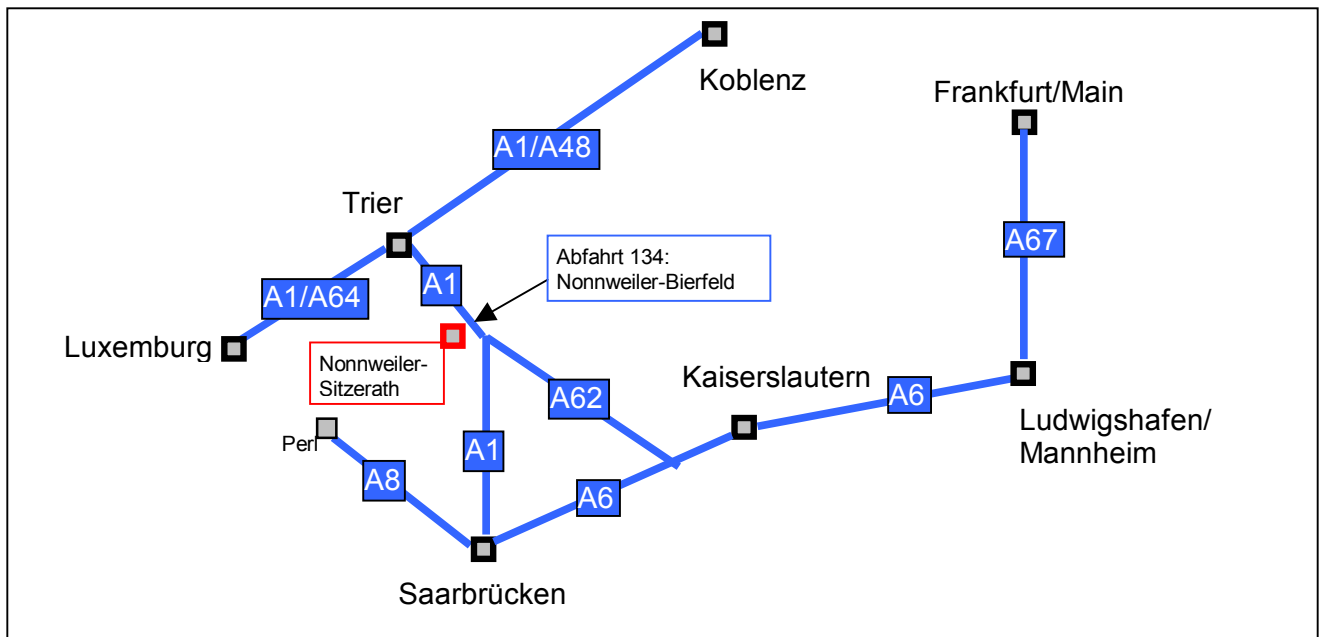 Koblenz
Frankfurt/Main
A1/A48
Trier
A67
Abfahrt 134:
Nonnweiler-Bierfeld
A1
A1/A64
Luxemburg
Nonnweiler-
Sitzerath
Kaiserslautern
A62
A6
Ludwigshafen/
Mannheim
Perl
A1
A8
A6
Saarbrücken